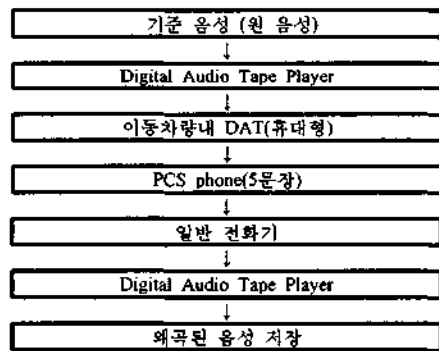 기준 음성 (원 음성)
Digital Audio Tape Player
이동차량내 DAT(휴대형)
PCS phone(5문장)
일반 전화기
Digital Audio Tape Player
왜곡된 음성 저장